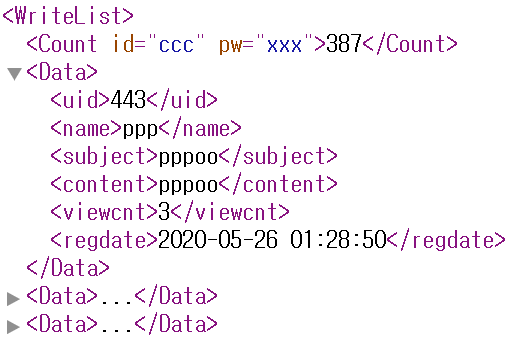 <WriteList>
<Count id="ccc" pw="xxx">387</Count>
▼<Data>
<uid>443</uid>
<name>ppp</name>
<subject>pppoo</subject>
<content>pppoo</content>
<viewcnt>3</viewcnt>
<regdate>2020-05-26 01:28:50</regdate>
</Data>
▶<Data>...</Data>
▶<Data>...</Data>